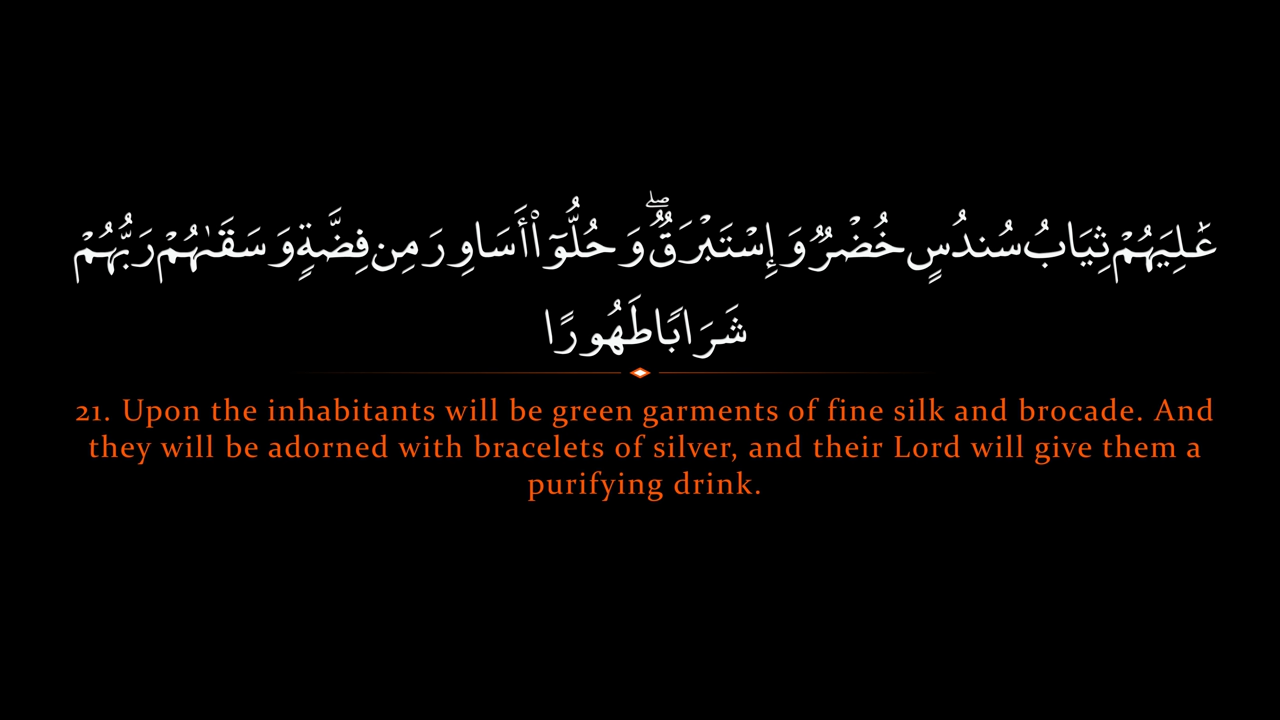 عَٰلِيَهُمْ ثِيَابُ سُندُسٍ خُضْرٌ وَإِسْتَبْرَقٌ ۖ وَحُلُّوٓا۟ أَسَاوِرَ مِن فِضَّةٍ وَسَقَىٰهُمْ رَبُّهُمْ
شَرَابًا طَهُورًا
21. Upon the inhabitants will be green garments of fine silk and brocade. And
they will be adorned with bracelets of silver, and their Lord will give them a
purifying drink.